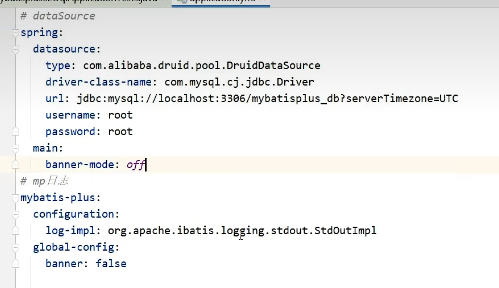 # dataSource
spring:
  datasource:
    type: com.alibaba.druid.pool.DruidDataSource
    driver-class-name: com.mysql.cj.jdbc.Driver
    url: jdbc:mysql://localhost:3306/mybatisplus_db?serverTimezone=UTC
    username: root
    password: root
  main:
    banner-mode: off
# mp日志
mybatis-plus:
  configuration:
    log-impl: org.apache.ibatis.logging.stdout.StdOutImpl
  global-config:
    banner: false